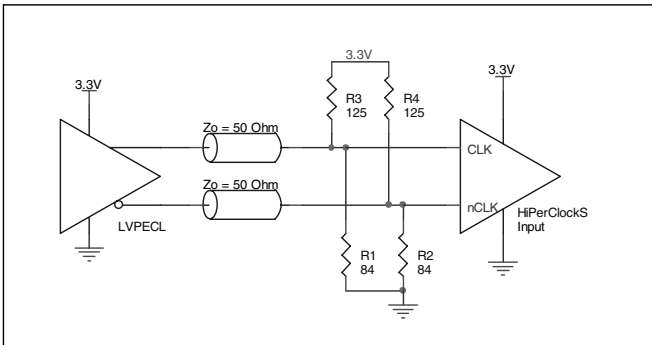 3.3V
3.3V
3.3V
R3
125
R4
125
Zo = 50 Ohm
CLK
Zo = 50 Ohm
nCLK
HiPerClockS
Input
LVPECL
R1
84
R2
84